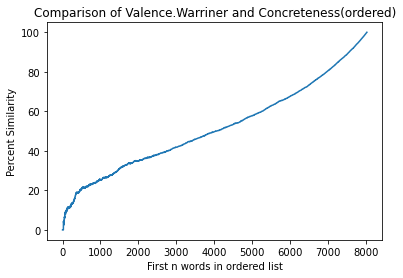 Comparison of Valence.Warriner and Concreteness(ordered)
Percent Similarity
100
80
60
40
20
0
0 1000 2000 3000 4000 5000 6000 7000 8000
First n words in ordered list